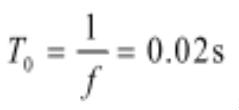 T₀ = 1/f = 0.02s